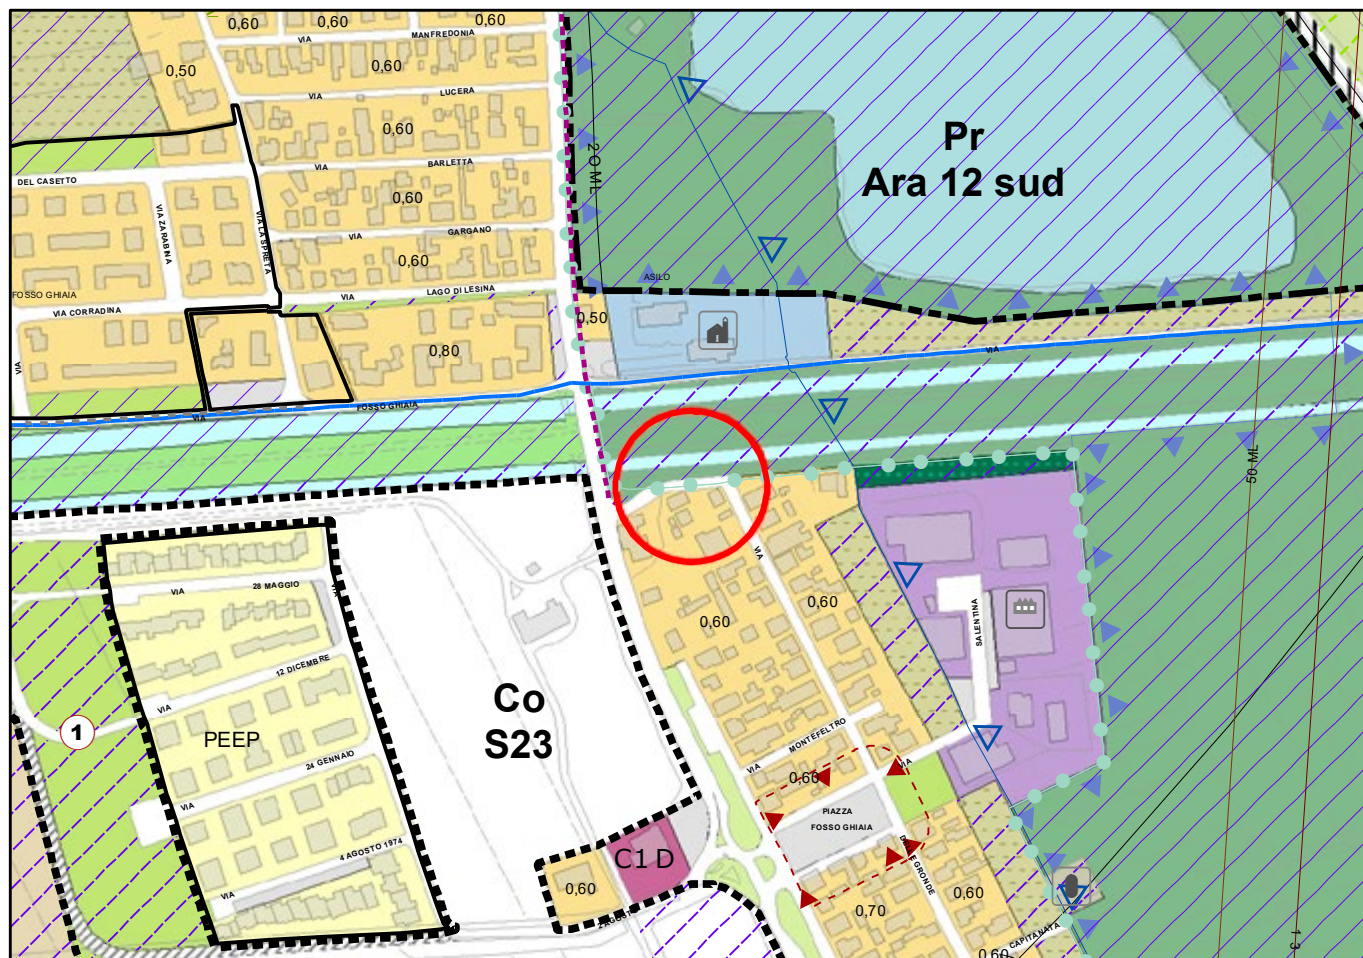 0,60
0,60
0,60
VIA
MANFREDONIA
0,50
0,60
VIA
LUCERA
0,60
VIA
BARLETTA
DEL CASETTO
0,60
VIA ZARABINA
VIA LA SPRETA
VIA
GARGANO
0,60
FOSSO GHIAIA
VIA
LAGO DI LESINA
VIA CORRADINA
0,80
VIA
VIA
FOSSO GHIAIA
20 ML
Pr
Ara 12 sud
ASILO
0,50
VIA
50 ML
VIA
28 MAGGIO
VIA
12 DICEMBRE
VIA
PEEP
1
24 GENNAIO
VIA
4 AGOSTO 1974
VIA
Co
S23
VIA
0,60
0,60
SALENTINA
VIA
MONTEFELTRO
0,60
VIA
PIAZZA
FOSSO GHIAIA
C1 D
0,60
0,70
0,60
CAPITANATA
0,60